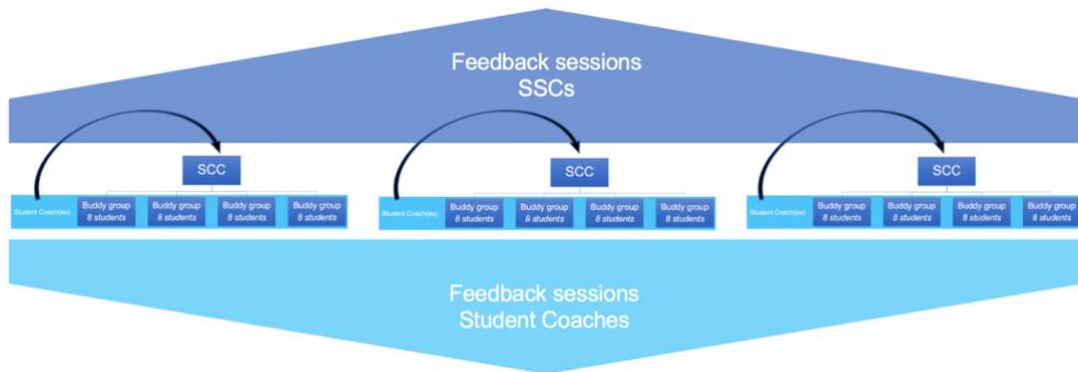 Feedback sessions
SSCs
SCC
SCC
SCC
Student Coach(es)
Buddy group
8 students
Buddy group
8 students
Buddy group
8 students
Buddy group
8 students
Student Coach(es)
Buddy group
8 students
Buddy group
8 students
Buddy group
8 students
Buddy group
8 students
Student Coach(es)
Buddy group
8 students
Buddy group
8 students
Buddy group
8 students
Buddy group
8 students
Feedback sessions
Student Coaches